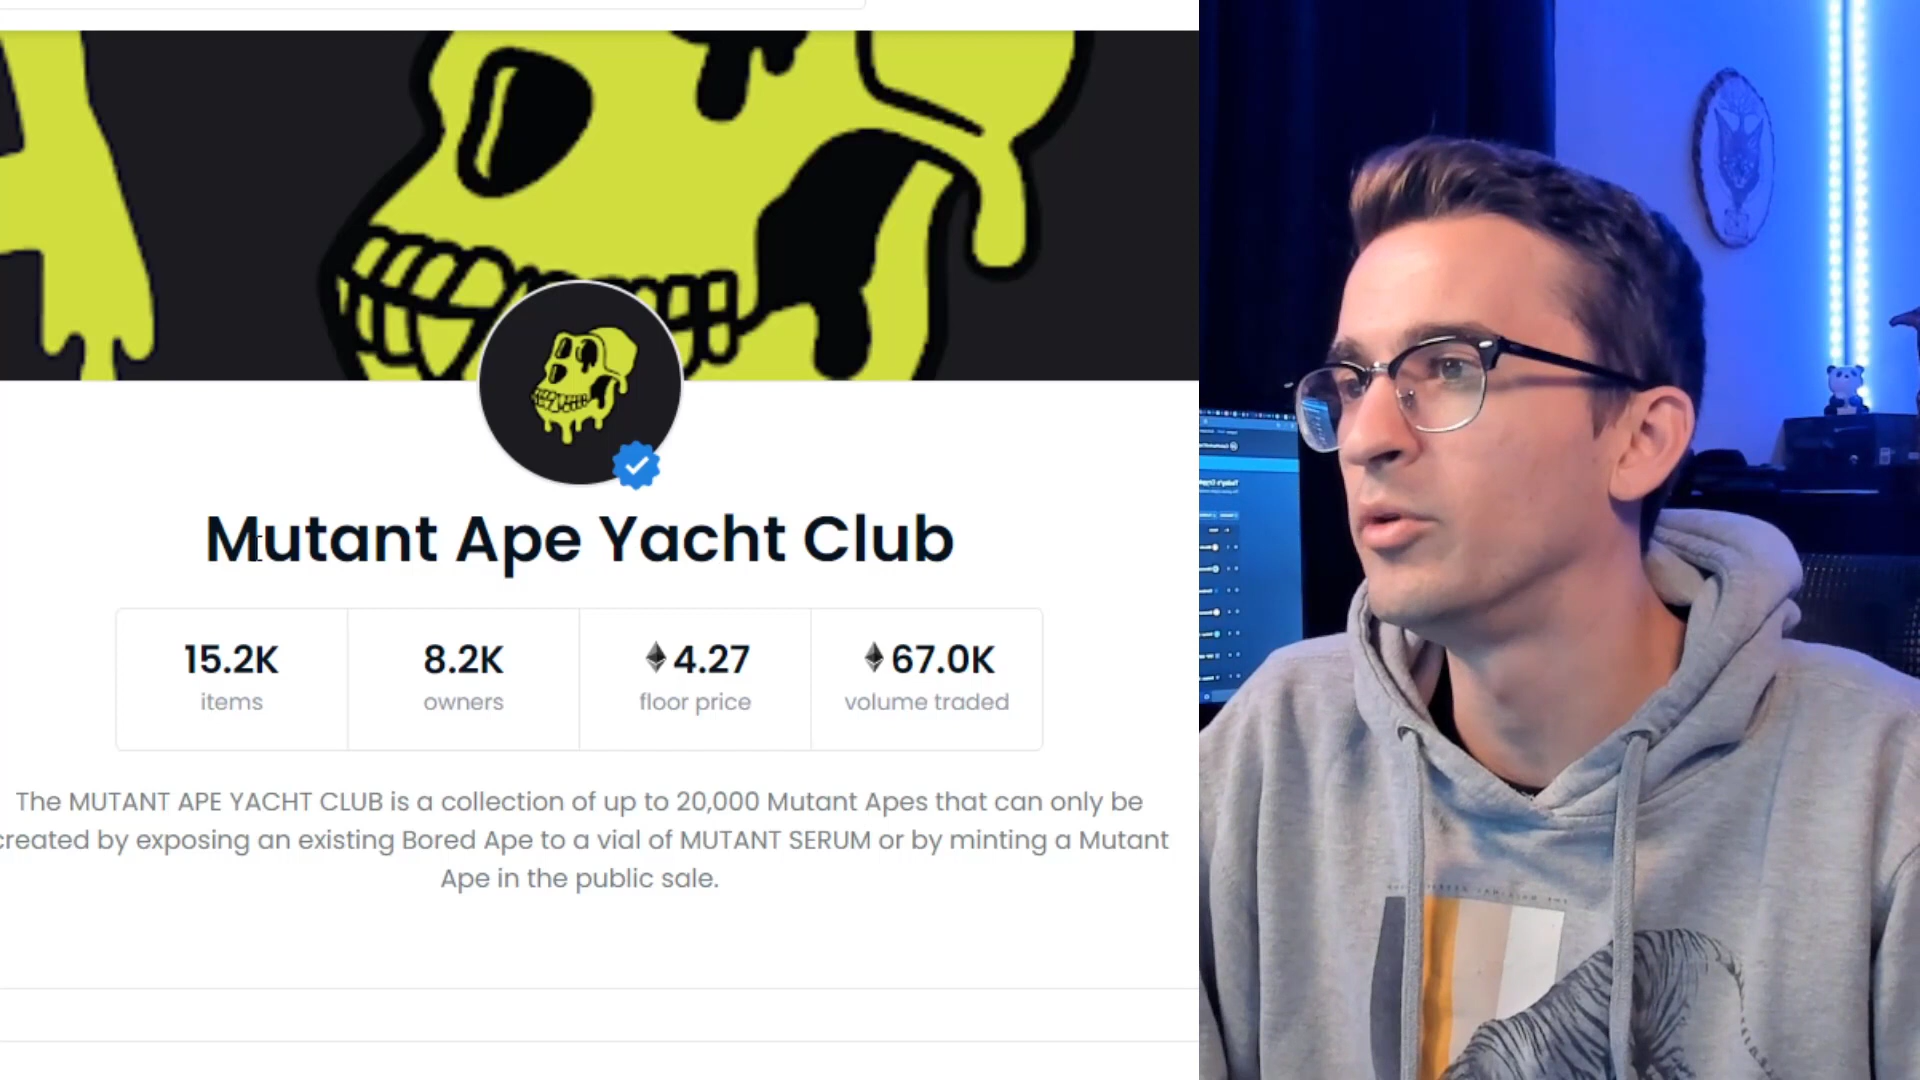 Mutant Ape Yacht Club
15.2K
items
8.2K
owners
4.27
floor price
67.0K
volume traded
The MUTANT APE YACHT CLUB is a collection of up to 20,000 Mutant Apes that can only be
created by exposing an existing Bored Ape to a vial of MUTANT SERUM or by minting a Mutant
Ape in the public sale.